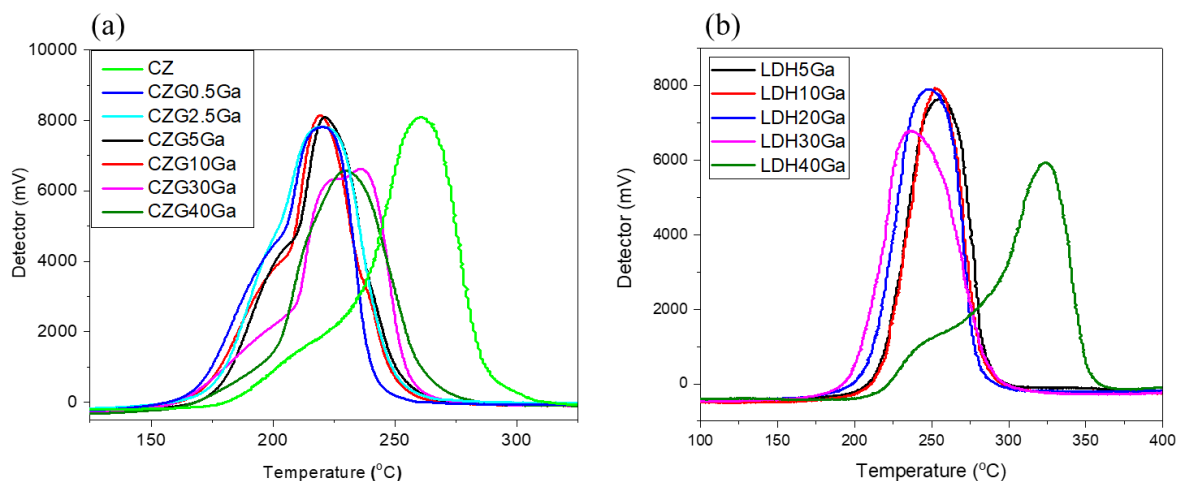 (a)
10000
8000
6000
4000
2000
0
Detector (mV)
CZ
CZG0.5Ga
CZG2.5Ga
CZG5Ga
CZG10Ga
CZG30Ga
CZG40Ga
150 200 250 300
Temperature (°C)
(b)
8000
6000
4000
2000
0
Detector (mV)
LDH5Ga
LDH10Ga
LDH20Ga
LDH30Ga
LDH40Ga
100 150 200 250 300 350 400
Temperature (°C)